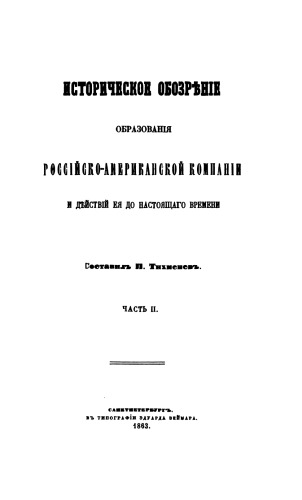 ИСТОРИЧЕСКОЕ ОБОЗРѢНІЕ
ОБРАЗОВАНІЯ
РОССІЙСКО-АМЕРИКАНСКОЙ КОМПАНІИ
И ДѢЙСТВІЙ ЕЯ ДО НАСТОЯЩАГО ВРЕМЕНИ
Составилъ П. Тихменевъ.
ЧАСТЬ II.
САНКТПЕТЕРБУРГЪ.
ВЪ ТИПОГРАФІИ ЭДУАРДА ВЕЙМАРА.
1863.